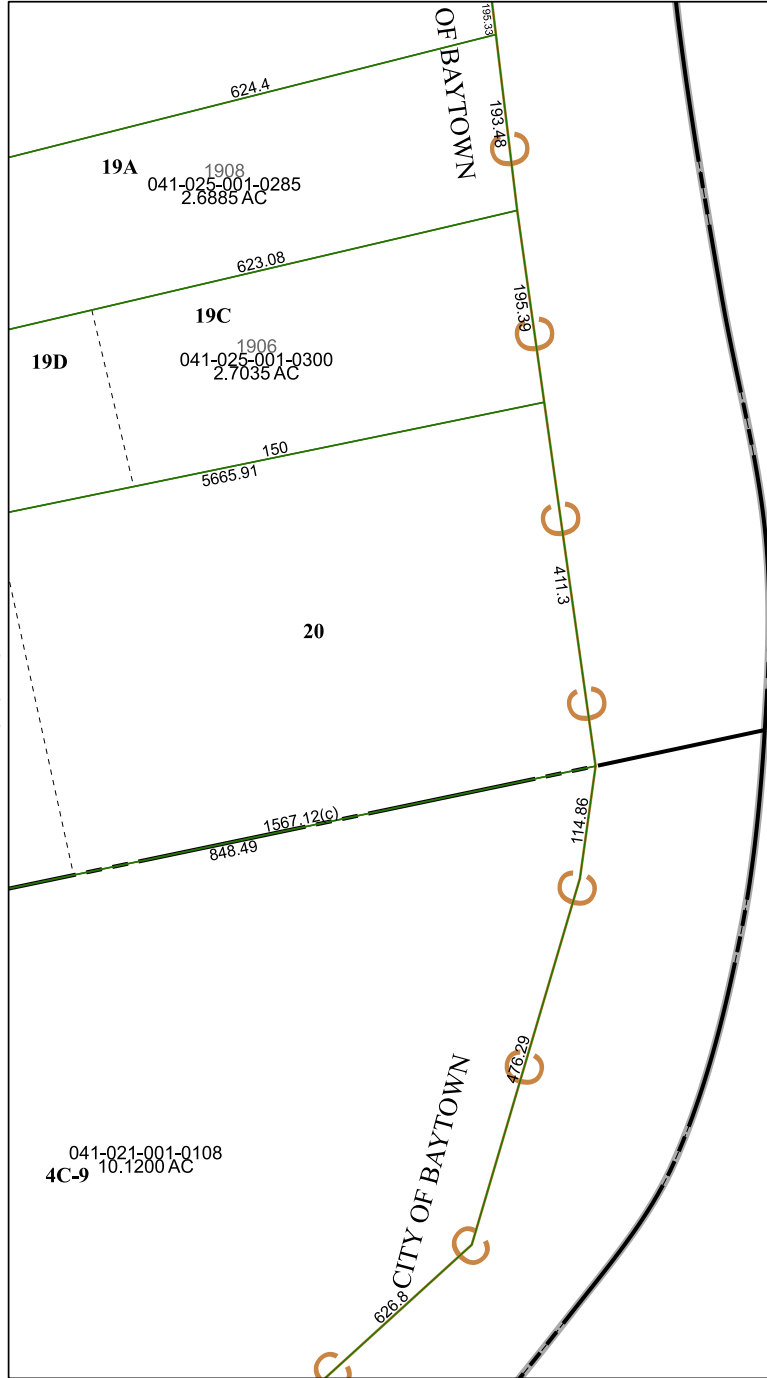 195.33
OF BAYTOWN
624.4
193.48
19A
1908
041-025-001-0285
2.6885 AC
623.08
195.39
19C
1906
19D
041-025-001-0300
2.7035 AC
150
5665.91
411.3
20
114.86
1567.12(c)
848.49
476.29
CITY OF BAYTOWN
041-021-001-0108
10.1200 AC
4C-9
626.8